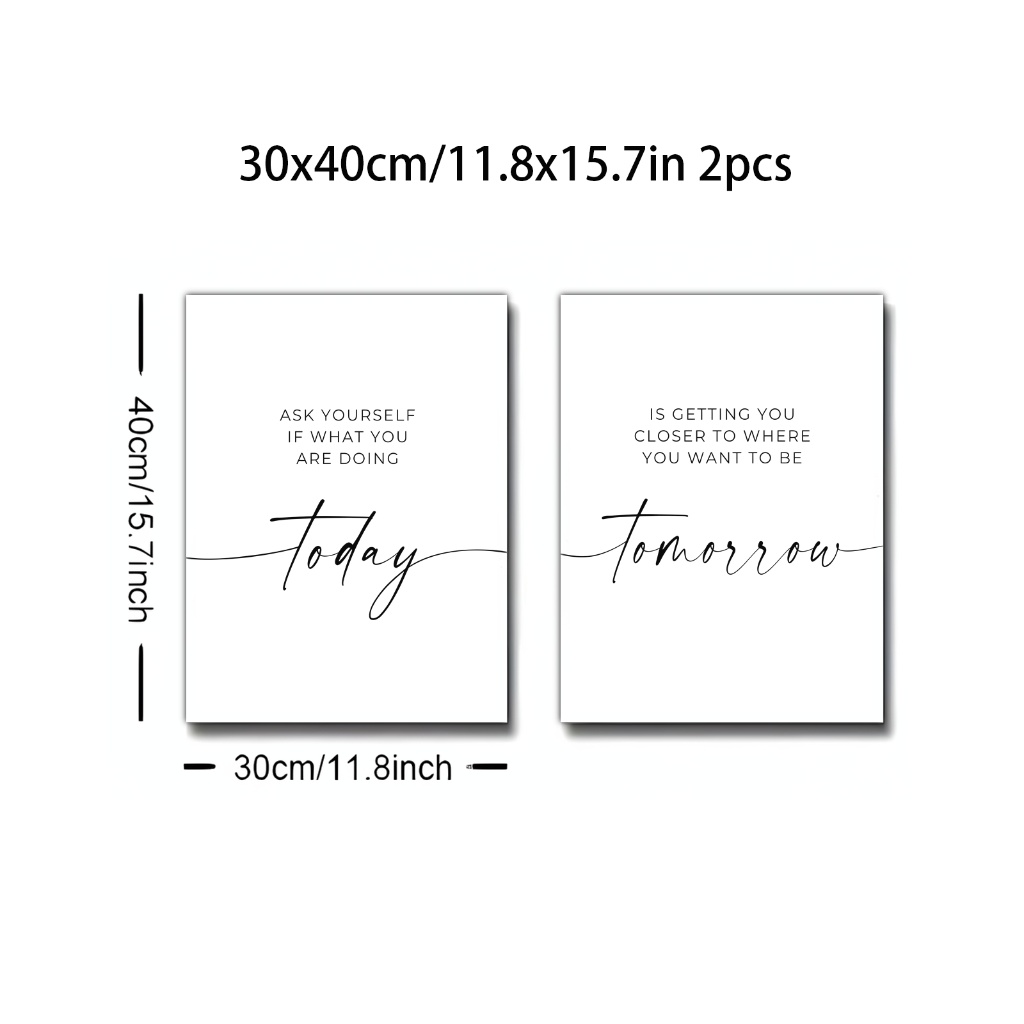 30x40cm/11.8x15.7in 2pcs
40cm/15.7inch
ASK YOURSELF
IF WHAT YOU
ARE DOING
today
IS GETTING YOU
CLOSER TO WHERE
YOU WANT TO BE
tomorrow
30cm/11.8inch